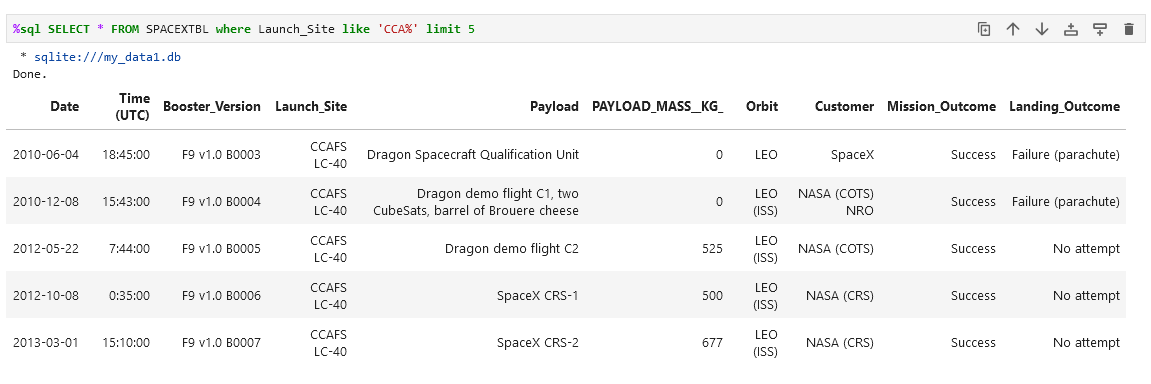 %sql SELECT * FROM SPACEXTBL where Launch_Site like 'CCA%' limit 5
* sqlite:///my_data1.db
Done.
Date Time (UTC) Booster_Version Launch_Site Payload PAYLOAD_MASS__KG_ Orbit Customer Mission_Outcome Landing_Outcome
2010-06-04 18:45:00 F9 v1.0 B0003 CCAFS LC-40 Dragon Spacecraft Qualification Unit 0 LEO SpaceX Success Failure (parachute)
2010-12-08 15:43:00 F9 v1.0 B0004 CCAFS LC-40 Dragon demo flight C1, two CubeSats, barrel of Brouere cheese 0 LEO (ISS) NASA (COTS) NRO Success Failure (parachute)
2012-05-22 7:44:00 F9 v1.0 B0005 CCAFS LC-40 Dragon demo flight C2 525 LEO (ISS) NASA (COTS) Success No attempt
2012-10-08 0:35:00 F9 v1.0 B0006 CCAFS LC-40 SpaceX CRS-1 500 LEO (ISS) NASA (CRS) Success No attempt
2013-03-01 15:10:00 F9 v1.0 B0007 CCAFS LC-40 SpaceX CRS-2 677 LEO (ISS) NASA (CRS) Success No attempt